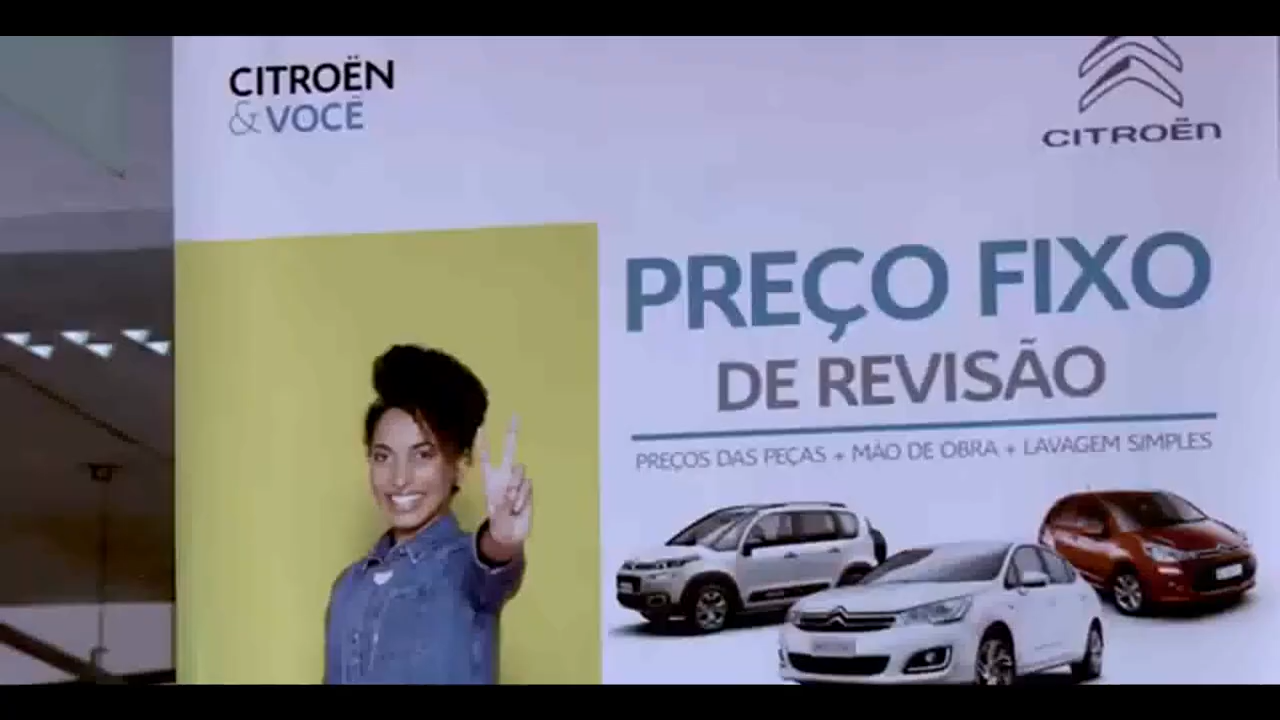 CITROËN
&VOCÊ
CITROËN
PREÇO FIXO
DE REVISÃO
PREÇOS DAS PEÇAS + MÃO DE OBRA + LAVAGEM SIMPLES